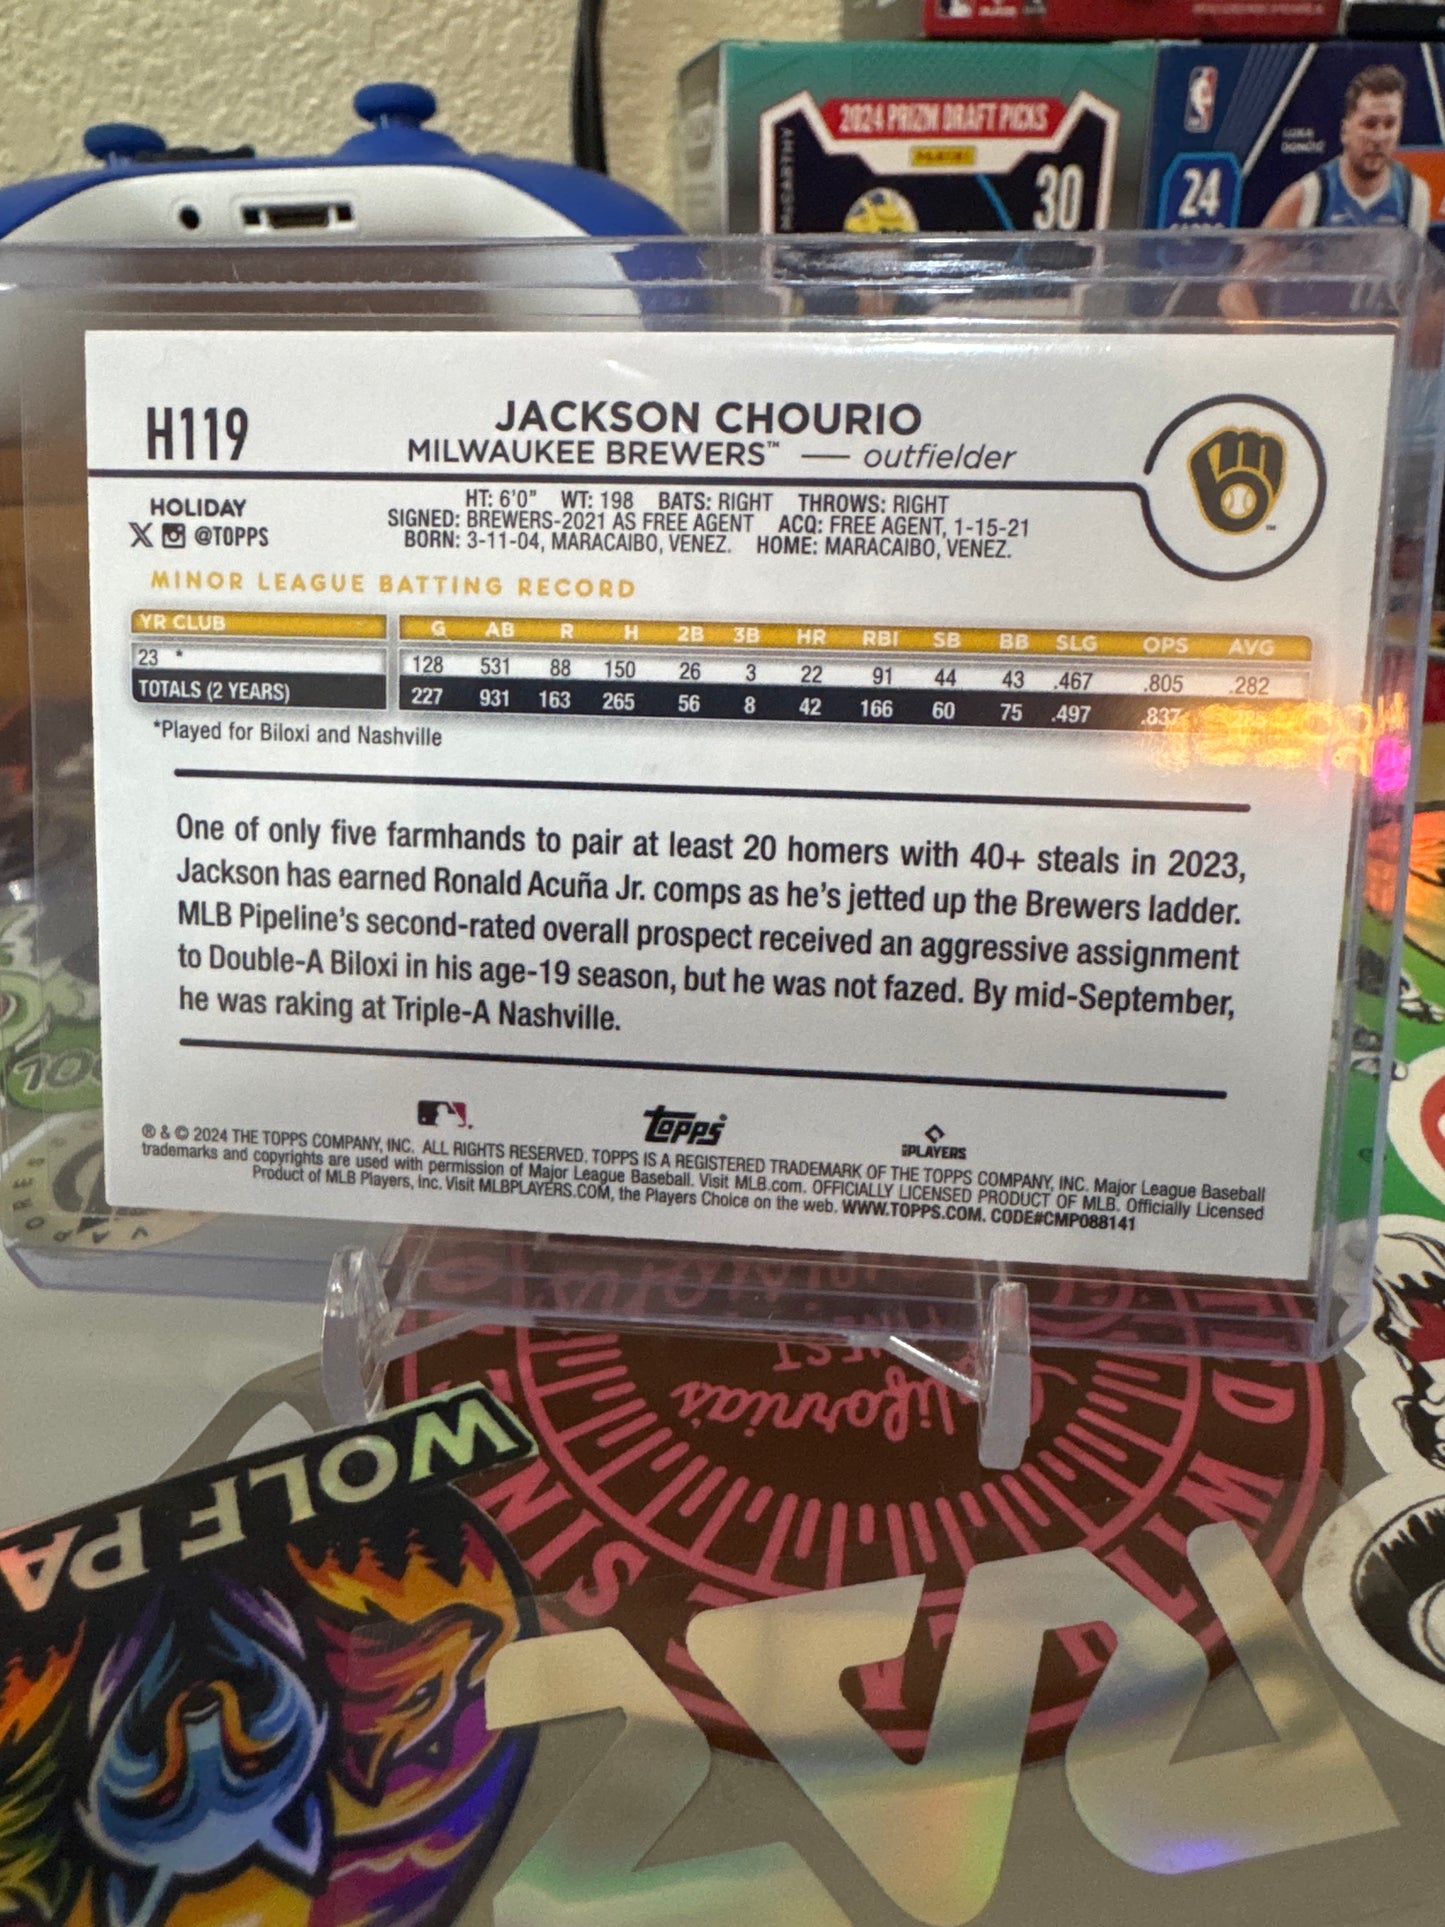 2024 PRIZM DRAFT PICKS
PANINI
McCARTHY
30
LUKA
DONČIĆ
24
H119
JACKSON CHOURIO
MILWAUKEE BREWERS™ — outfielder
HOLIDAY
X @TOPPS
HT: 6'0" WT: 198 BATS: RIGHT THROWS: RIGHT
SIGNED: BREWERS-2021 AS FREE AGENT ACQ: FREE AGENT, 1-15-21
BORN: 3-11-04, MARACAIBO, VENEZ. HOME: MARACAIBO, VENEZ.
MINOR LEAGUE BATTING RECORD
YR CLUB G AB R H 2B 3B HR RBI SB BB SLG OPS AVG
23 * 128 531 88 150 26 3 22 91 44 43 .467 .805 .282
TOTALS (2 YEARS) 227 931 163 265 56 8 42 166 60 75 .497 .837
*Played for Biloxi and Nashville
One of only five farmhands to pair at least 20 homers with 40+ steals in 2023,
Jackson has earned Ronald Acuña Jr. comps as he's jetted up the Brewers ladder.
MLB Pipeline's second-rated overall prospect received an aggressive assignment
to Double-A Biloxi in his age-19 season, but he was not fazed. By mid-September,
he was raking at Triple-A Nashville.
topps
PLAYERS
® & © 2024 THE TOPPS COMPANY, INC. ALL RIGHTS RESERVED. TOPPS IS A REGISTERED TRADEMARK OF THE TOPPS COMPANY, INC. Major League Baseball
trademarks and copyrights are used with permission of Major League Baseball. Visit MLB.com. OFFICIALLY LICENSED PRODUCT OF MLB. Officially Licensed
Product of MLB Players, Inc. Visit MLBPLAYERS.COM, the Players Choice on the web. WWW.TOPPS.COM. CODE#CMP088141
California's
FINEST
WOLF PA